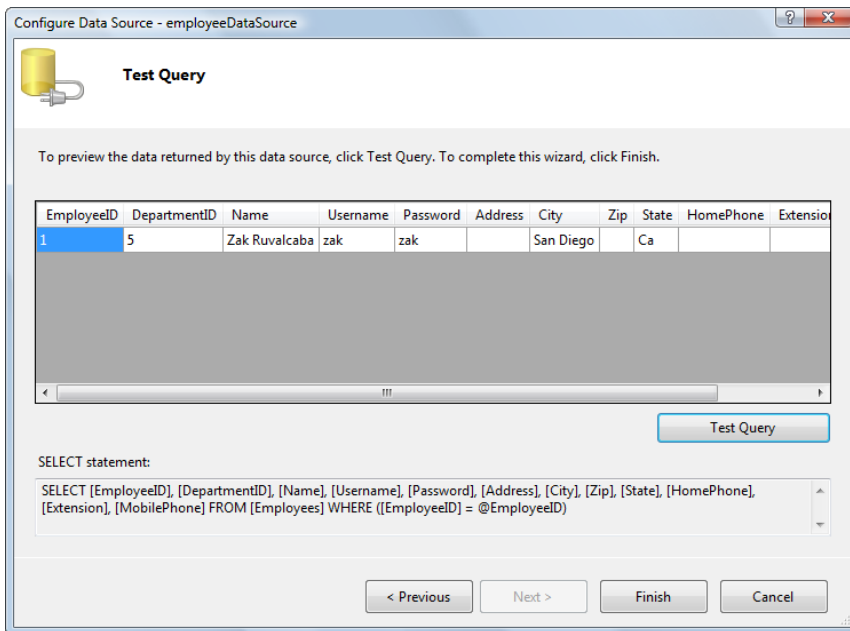 Configure Data Source - employeeDataSource
Test Query
To preview the data returned by this data source, click Test Query. To complete this wizard, click Finish.
EmployeeID DepartmentID Name Username Password Address City Zip State HomePhone Extension
1 5 Zak Ruvalcaba zak zak San Diego Ca
Test Query
SELECT statement:
SELECT [EmployeeID], [DepartmentID], [Name], [Username], [Password], [Address], [City], [Zip], [State], [HomePhone],
[Extension], [MobilePhone] FROM [Employees] WHERE ([EmployeeID] = @EmployeeID)
< Previous Next > Finish Cancel